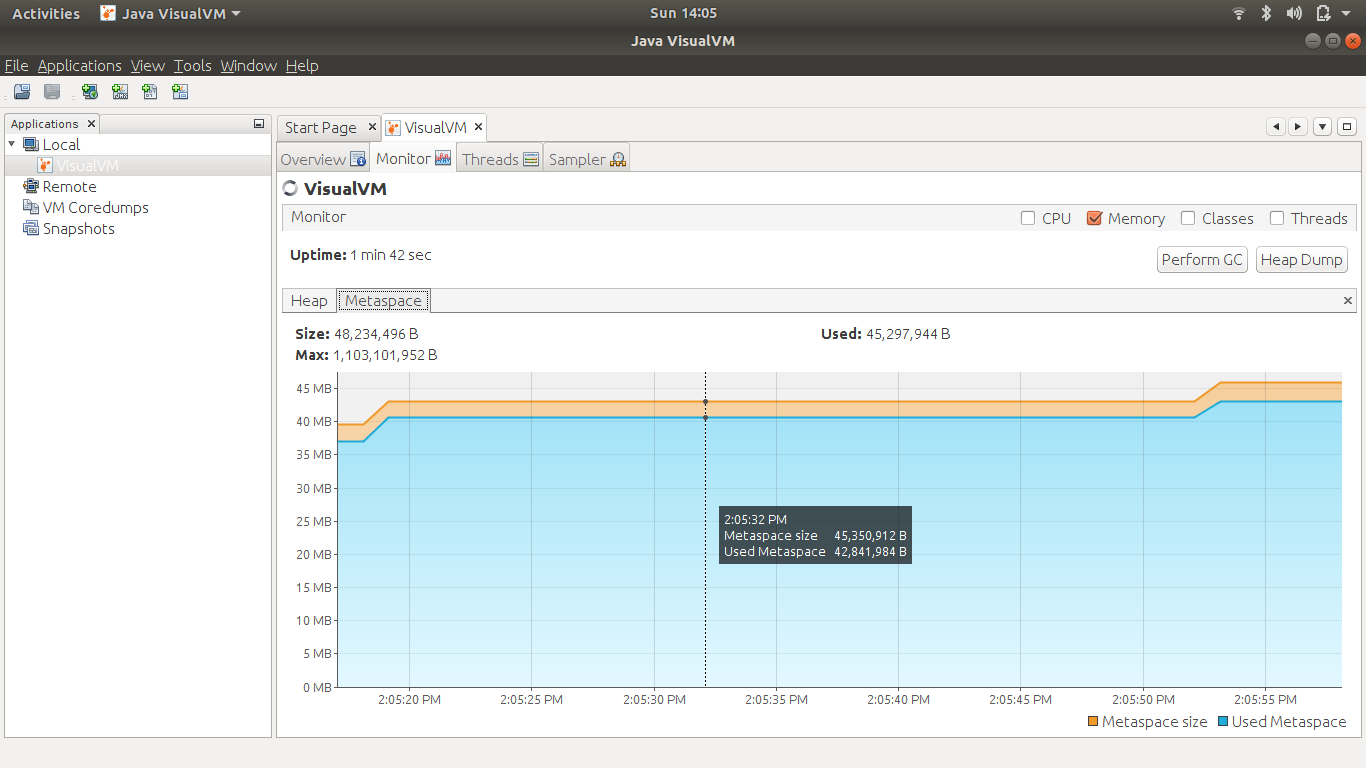 Activities Java VisualVM Sun 14:05
Java VisualVM
File Applications View Tools Window Help
Applications
Local
VisualVM
Remote
VM Coredumps
Snapshots
Start Page VisualVM
Overview Monitor Threads Sampler
VisualVM
Monitor CPU Memory Classes Threads
Uptime: 1 min 42 sec Perform GC Heap Dump
Heap Metaspace
Size: 48,234,496 B Used: 45,297,944 B
Max: 1,103,101,952 B
45 MB
40 MB
35 MB
30 MB
25 MB
20 MB
15 MB
10 MB
5 MB
0 MB
2:05:32 PM
Metaspace size 45,350,912 B
Used Metaspace 42,841,984 B
2:05:20 PM 2:05:25 PM 2:05:30 PM 2:05:35 PM 2:05:40 PM 2:05:45 PM 2:05:50 PM 2:05:55 PM
Metaspace size Used Metaspace